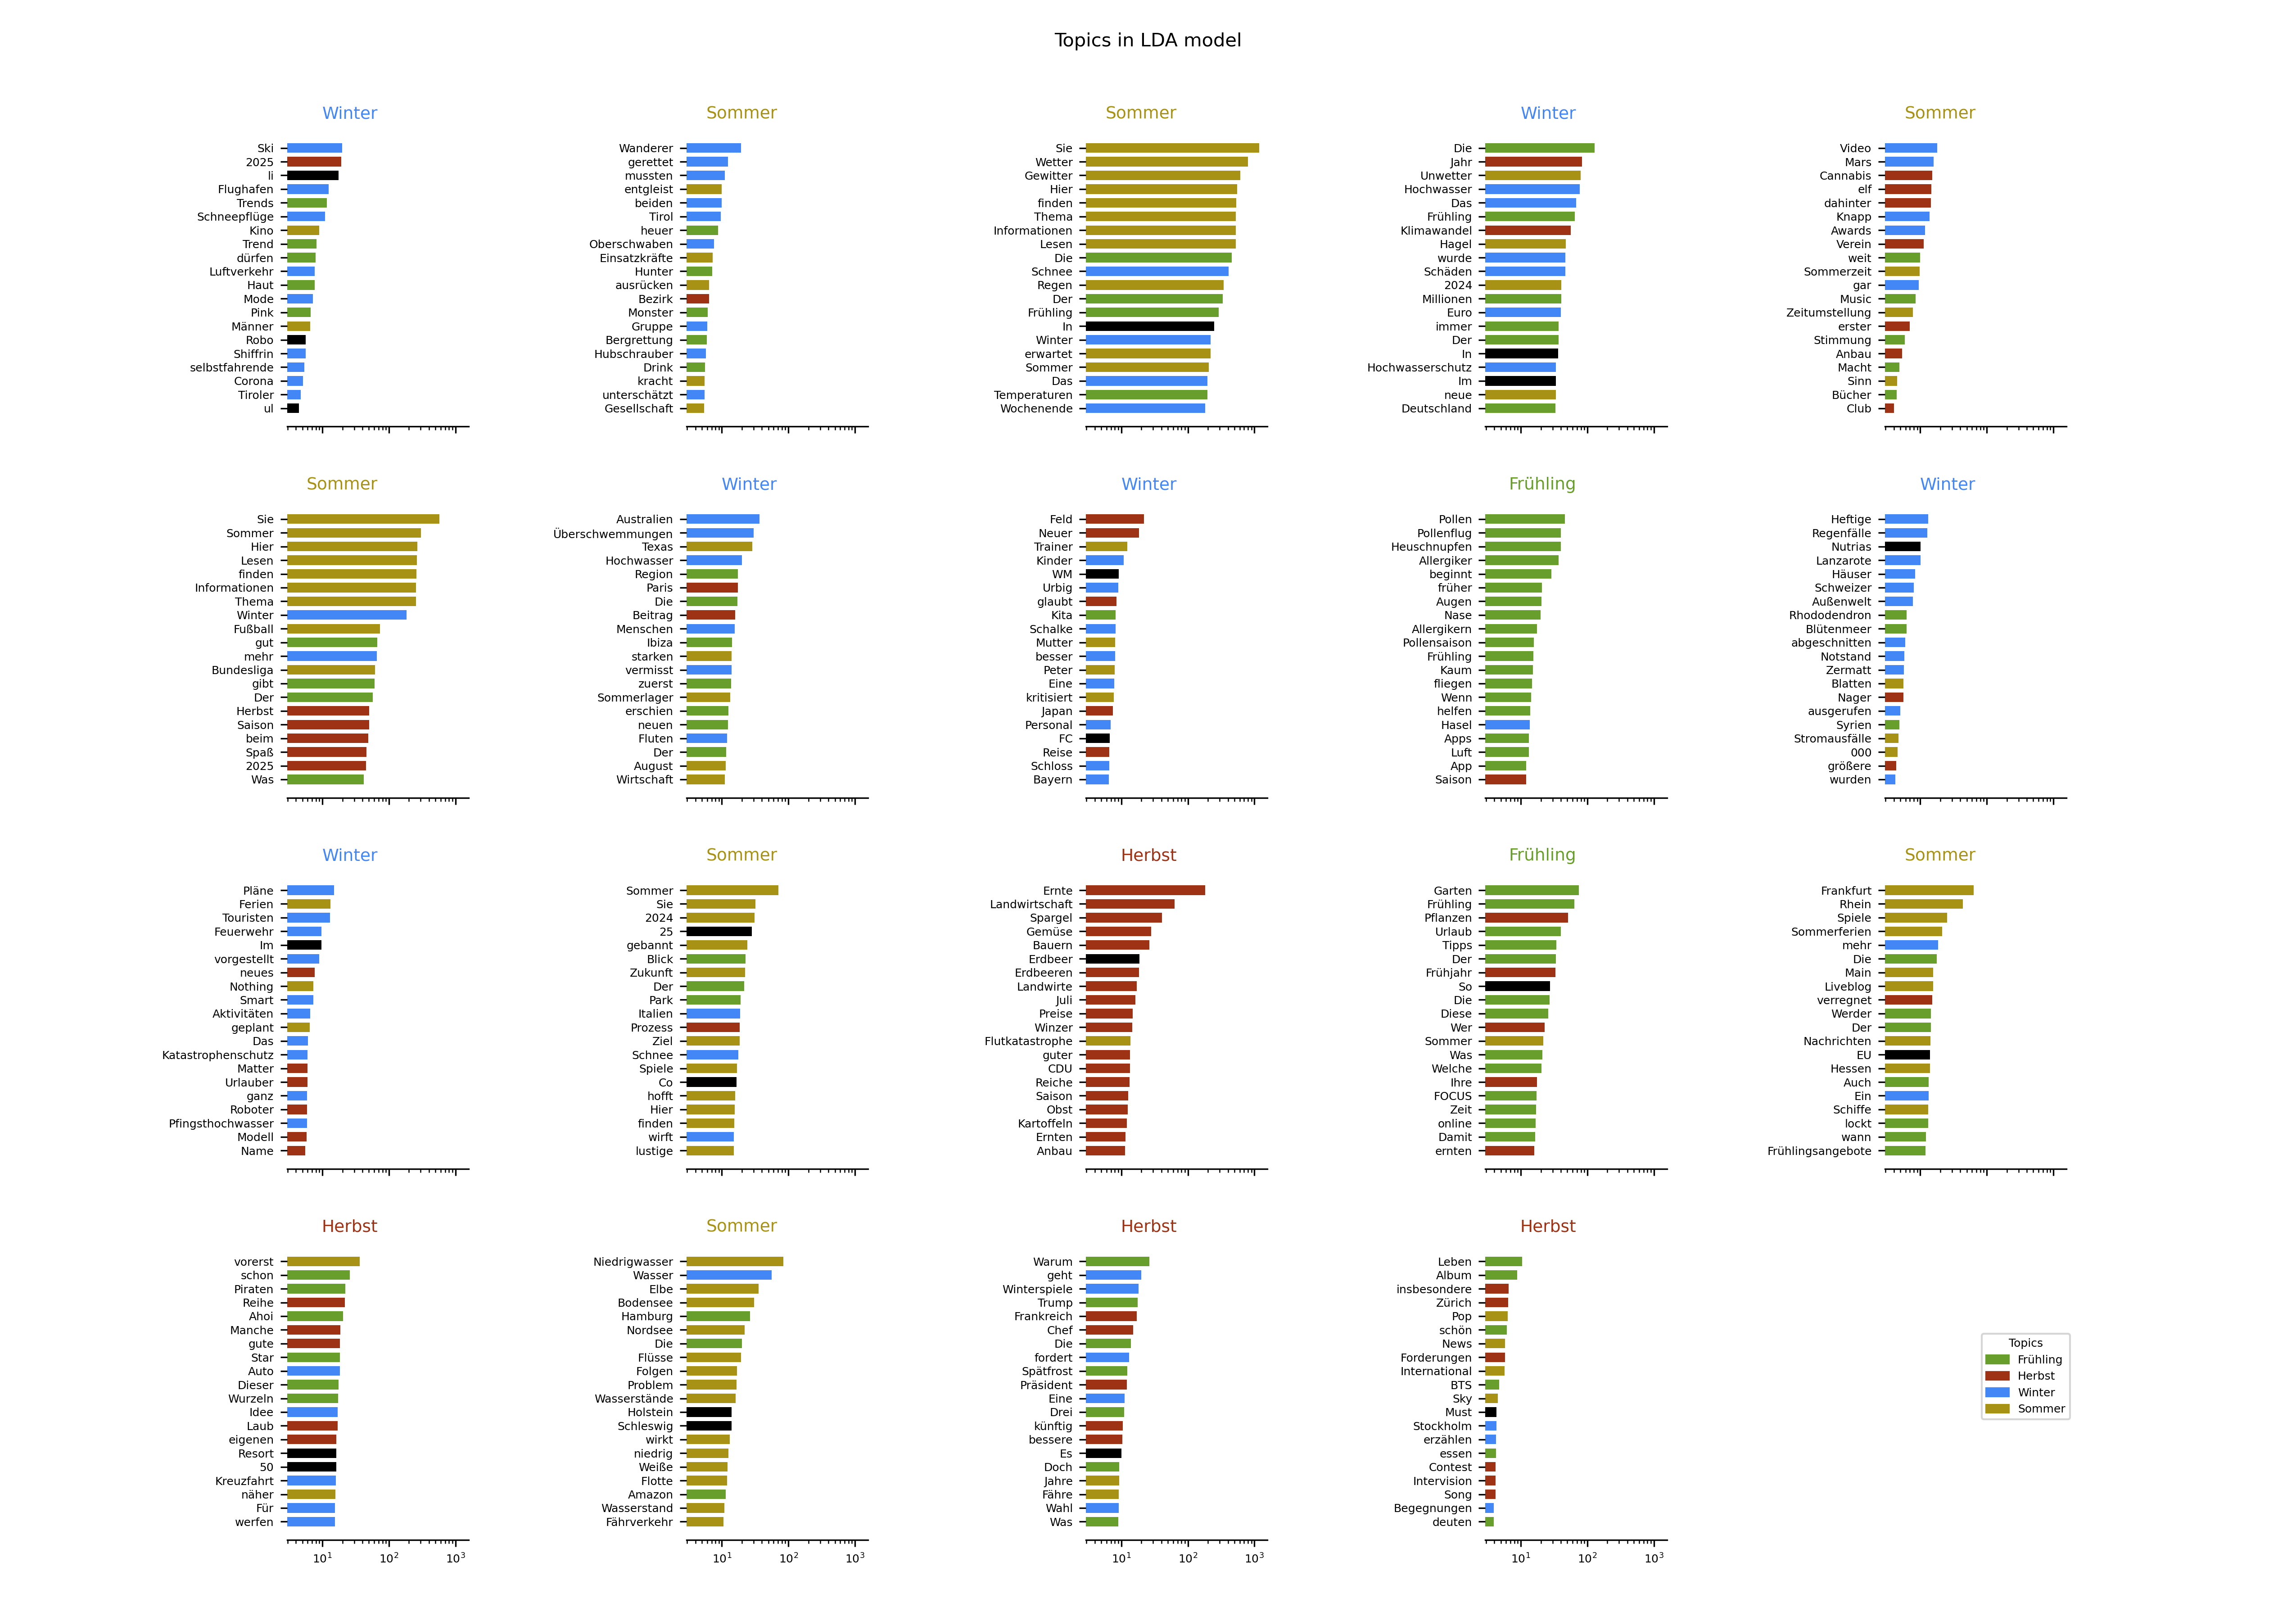 Topics in LDA model
Winter
Ski
2025
li
Flughafen
Trends
Schneepflüge
Kino
Trend
dürfen
Luftverkehr
Haut
Mode
Pink
Männer
Robo
Shiffrin
selbstfahrende
Corona
Tiroler
ul
Sommer
Wanderer
gerettet
mussten
entgleist
beiden
Tirol
heuer
Oberschwaben
Einsatzkräfte
Hunter
ausrücken
Bezirk
Monster
Gruppe
Bergrettung
Hubschrauber
Drink
kracht
unterschätzt
Gesellschaft
Sommer
Sie
Wetter
Gewitter
Hier
finden
Thema
Informationen
Lesen
Die
Schnee
Regen
Der
Frühling
In
Winter
erwartet
Sommer
Das
Temperaturen
Wochenende
Winter
Die
Jahr
Unwetter
Hochwasser
Das
Frühling
Klimawandel
Hagel
wurde
Schäden
2024
Millionen
Euro
immer
Der
In
Hochwasserschutz
Im
neue
Deutschland
Sommer
Video
Mars
Cannabis
elf
dahinter
Knapp
Awards
Verein
weit
Sommerzeit
gar
Music
Zeitumstellung
erster
Stimmung
Anbau
Macht
Sinn
Bücher
Club
Sommer
Sie
Sommer
Hier
Lesen
finden
Informationen
Thema
Winter
Fußball
gut
mehr
Bundesliga
gibt
Der
Herbst
Saison
beim
Spaß
2025
Was
Winter
Australien
Überschwemmungen
Texas
Hochwasser
Region
Paris
Die
Beitrag
Menschen
Ibiza
starken
vermisst
zuerst
Sommerlager
erschien
neuen
Fluten
Der
August
Wirtschaft
Winter
Feld
Neuer
Trainer
Kinder
WM
Urbig
glaubt
Kita
Schalke
Mutter
besser
Peter
Eine
kritisiert
Japan
Personal
FC
Reise
Schloss
Bayern
Frühling
Pollen
Pollenflug
Heuschnupfen
Allergiker
beginnt
früher
Augen
Nase
Allergikern
Pollensaison
Frühling
Kaum
fliegen
Wenn
helfen
Hasel
Apps
Luft
App
Saison
Winter
Heftige
Regenfälle
Nutrias
Lanzarote
Häuser
Schweizer
Außenwelt
Rhododendron
Blütenmeer
abgeschnitten
Notstand
Zermatt
Blatten
Nager
ausgerufen
Syrien
Stromausfälle
000
größere
wurden
Winter
Pläne
Ferien
Touristen
Feuerwehr
Im
vorgestellt
neues
Nothing
Smart
Aktivitäten
geplant
Das
Katastrophenschutz
Matter
Urlauber
ganz
Roboter
Pfingsthochwasser
Modell
Name
Sommer
Sommer
Sie
2024
25
gebannt
Blick
Zukunft
Der
Park
Italien
Prozess
Ziel
Schnee
Spiele
Co
hofft
Hier
finden
wirft
lustige
Herbst
Ernte
Landwirtschaft
Spargel
Gemüse
Bauern
Erdbeer
Erdbeeren
Landwirte
Juli
Preise
Winzer
Flutkatastrophe
guter
CDU
Reiche
Saison
Obst
Kartoffeln
Ernten
Anbau
Frühling
Garten
Frühling
Pflanzen
Urlaub
Tipps
Der
Frühjahr
So
Die
Diese
Wer
Sommer
Was
Welche
Ihre
FOCUS
Zeit
online
Damit
ernten
Sommer
Frankfurt
Rhein
Spiele
Sommerferien
mehr
Die
Main
Liveblog
verregnet
Werder
Der
Nachrichten
EU
Hessen
Auch
Ein
Schiffe
lockt
wann
Frühlingsangebote
Herbst
vorerst
schon
Piraten
Reihe
Ahoi
Manche
gute
Star
Auto
Dieser
Wurzeln
Idee
Laub
eigenen
Resort
50
Kreuzfahrt
näher
Für
werfen
10¹ 10² 10³
Sommer
Niedrigwasser
Wasser
Elbe
Bodensee
Hamburg
Nordsee
Die
Flüsse
Folgen
Problem
Wasserstände
Holstein
Schleswig
wirkt
niedrig
Weiße
Flotte
Amazon
Wasserstand
Fährverkehr
10¹ 10² 10³
Herbst
Warum
geht
Winterspiele
Trump
Frankreich
Chef
Die
fordert
Spätfrost
Präsident
Eine
Drei
künftig
bessere
Es
Doch
Jahre
Fähre
Wahl
Was
10¹ 10² 10³
Herbst
Leben
Album
insbesondere
Zürich
Pop
schön
News
Forderungen
International
BTS
Sky
Must
Stockholm
erzählen
essen
Contest
Intervision
Song
Begegnungen
deuten
10¹ 10² 10³
Topics
Frühling
Herbst
Winter
Sommer